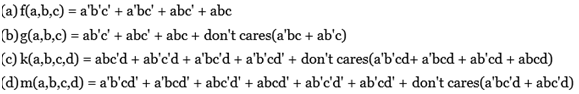 (a) f(a,b,c) = a'b'c' + a'bc' + abc' + abc
(b) g(a,b,c) = ab'c' + abc' + abc + don't cares(a'bc + ab'c)
(c) k(a,b,c,d) = abc'd + ab'c'd + a'bc'd + a'b'cd' + don't cares(a'b'cd+ a'bcd + ab'cd + abcd)
(d) m(a,b,c,d) = a'b'cd' + a'bcd' + abc'd' + abcd' + ab'c'd' + ab'cd' + don't cares(a'bc'd + abc'd)